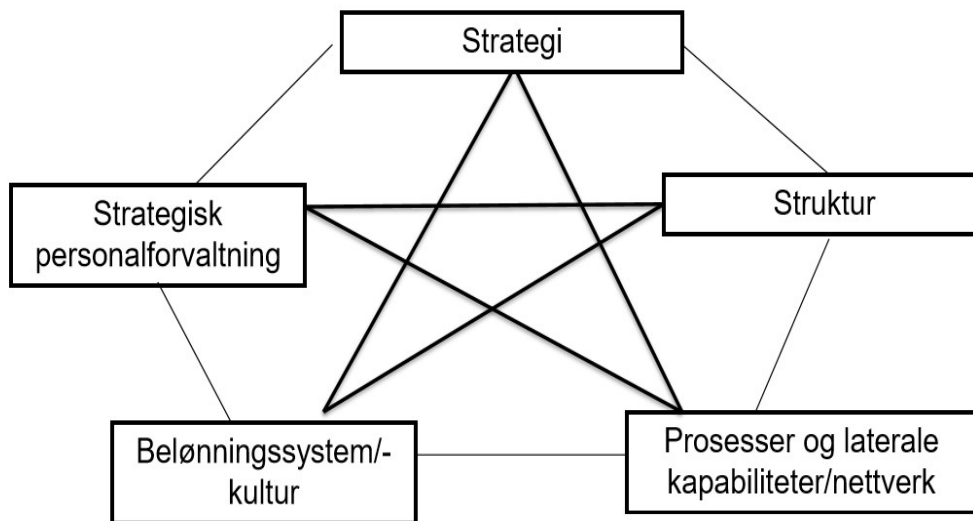 Strategi
Strategisk
personalforvaltning
Struktur
Belønningssystem/-
kultur
Prosesser og laterale
kapabiliteter/nettverk